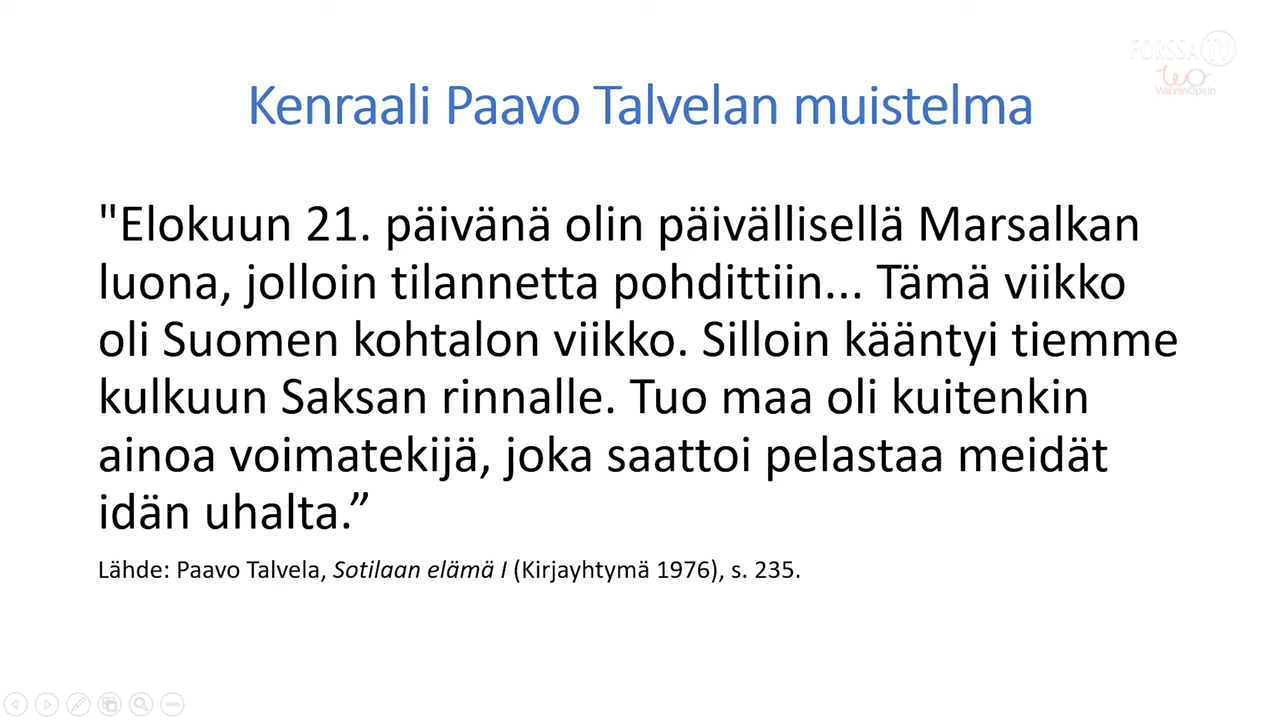 FORSSA TV
WahrenOpisto
Kenraali Paavo Talvelan muistelma
"Elokuun 21. päivänä olin päivällisellä Marsalkan
luona, jolloin tilannetta pohdittiin... Tämä viikko
oli Suomen kohtalon viikko. Silloin kääntyi tiemme
kulkuun Saksan rinnalle. Tuo maa oli kuitenkin
ainoa voimatekijä, joka saattoi pelastaa meidät
idän uhalta.”
Lähde: Paavo Talvela, Sotilaan elämä I (Kirjayhtymä 1976), s. 235.